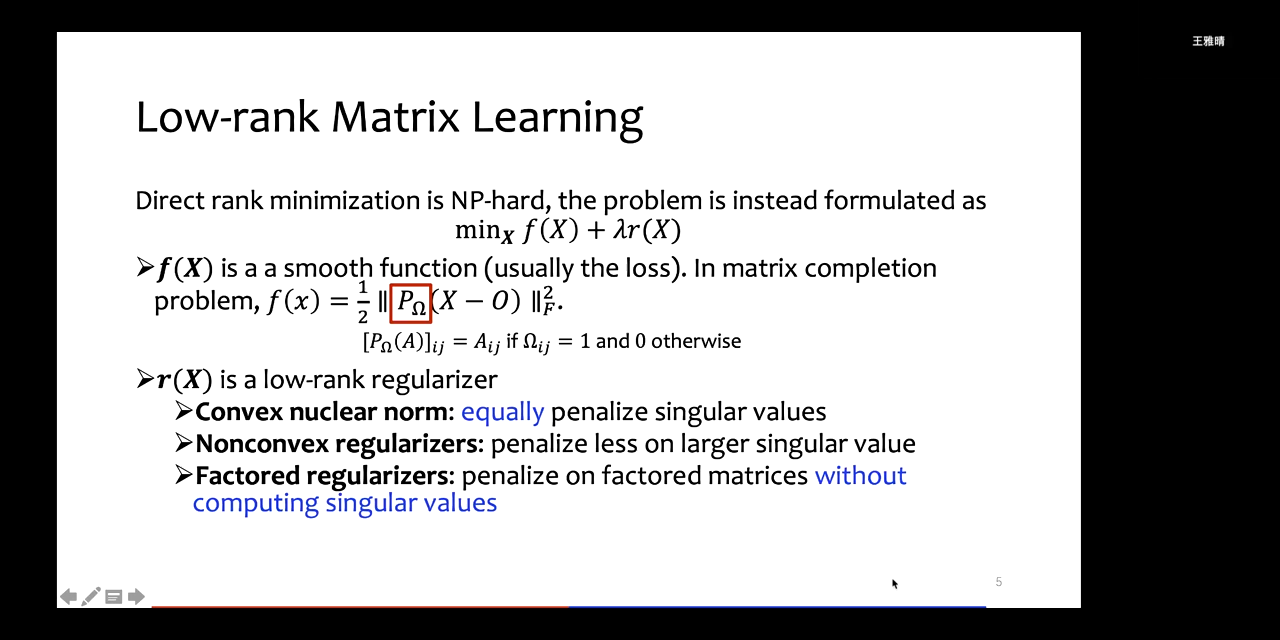 王雅晴
Low-rank Matrix Learning
Direct rank minimization is NP-hard, the problem is instead formulated as
min_X f(X) + λr(X)
➢f(X) is a a smooth function (usually the loss). In matrix completion
problem, f(x) = 1/2 ‖ P_Ω(X − O) ‖_F^2.
[P_Ω(A)]_ij = A_ij if Ω_ij = 1 and 0 otherwise
➢r(X) is a low-rank regularizer
➢Convex nuclear norm: equally penalize singular values
➢Nonconvex regularizers: penalize less on larger singular value
➢Factored regularizers: penalize on factored matrices without
computing singular values
5